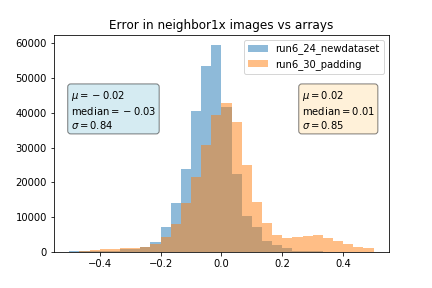 Error in neighbor1x images vs arrays
60000
50000
40000
30000
20000
10000
0
run6_24_newdataset
run6_30_padding
μ = −0.02
median = −0.03
σ = 0.84
μ = 0.02
median = 0.01
σ = 0.85
−0.4
−0.2
0.0
0.2
0.4